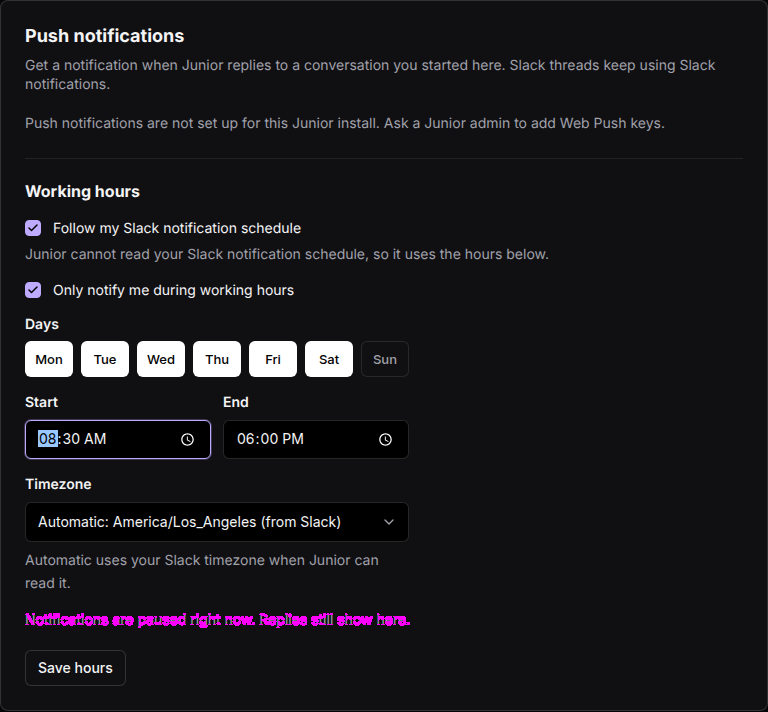 Push notifications
Get a notification when Junior replies to a conversation you started here. Slack threads keep using Slack
notifications.
Push notifications are not set up for this Junior install. Ask a Junior admin to add Web Push keys.
Working hours
Follow my Slack notification schedule
Junior cannot read your Slack notification schedule, so it uses the hours below.
Only notify me during working hours
Days
Mon Tue Wed Thu Fri Sat Sun
Start End
08:30 AM 06:00 PM
Timezone
Automatic: America/Los_Angeles (from Slack)
Automatic uses your Slack timezone when Junior can
read it.
Notifications are paused right now. Replies still show here.
Save hours